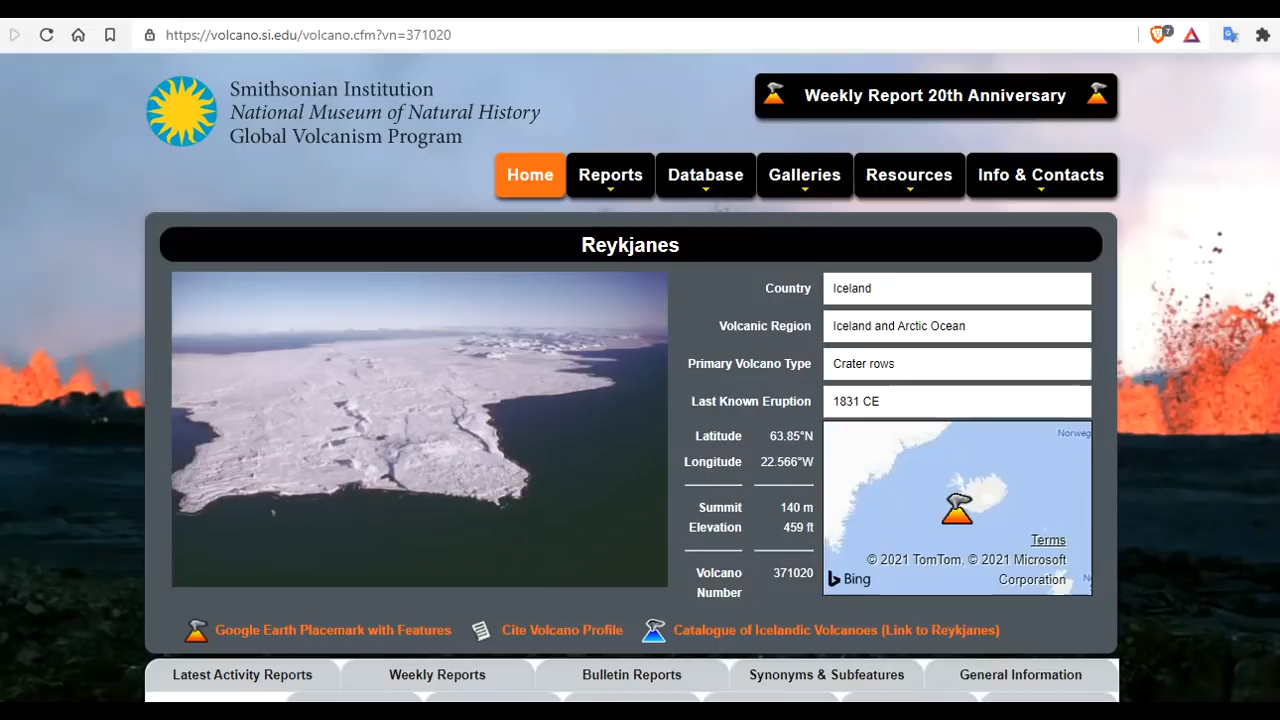 https://volcano.si.edu/volcano.cfm?vn=371020
7
Smithsonian Institution
National Museum of Natural History
Global Volcanism Program
Weekly Report 20th Anniversary
Home Reports Database Galleries Resources Info & Contacts
Reykjanes
Country Iceland
Volcanic Region Iceland and Arctic Ocean
Primary Volcano Type Crater rows
Last Known Eruption 1831 CE
Latitude 63.85°N
Longitude 22.566°W
Summit 140 m
Elevation 459 ft
Volcano 371020
Number
Norweg
Terms
© 2021 TomTom, © 2021 Microsoft
Corporation
Bing
Google Earth Placemark with Features Cite Volcano Profile Catalogue of Icelandic Volcanoes (Link to Reykjanes)
Latest Activity Reports Weekly Reports Bulletin Reports Synonyms & Subfeatures General Information